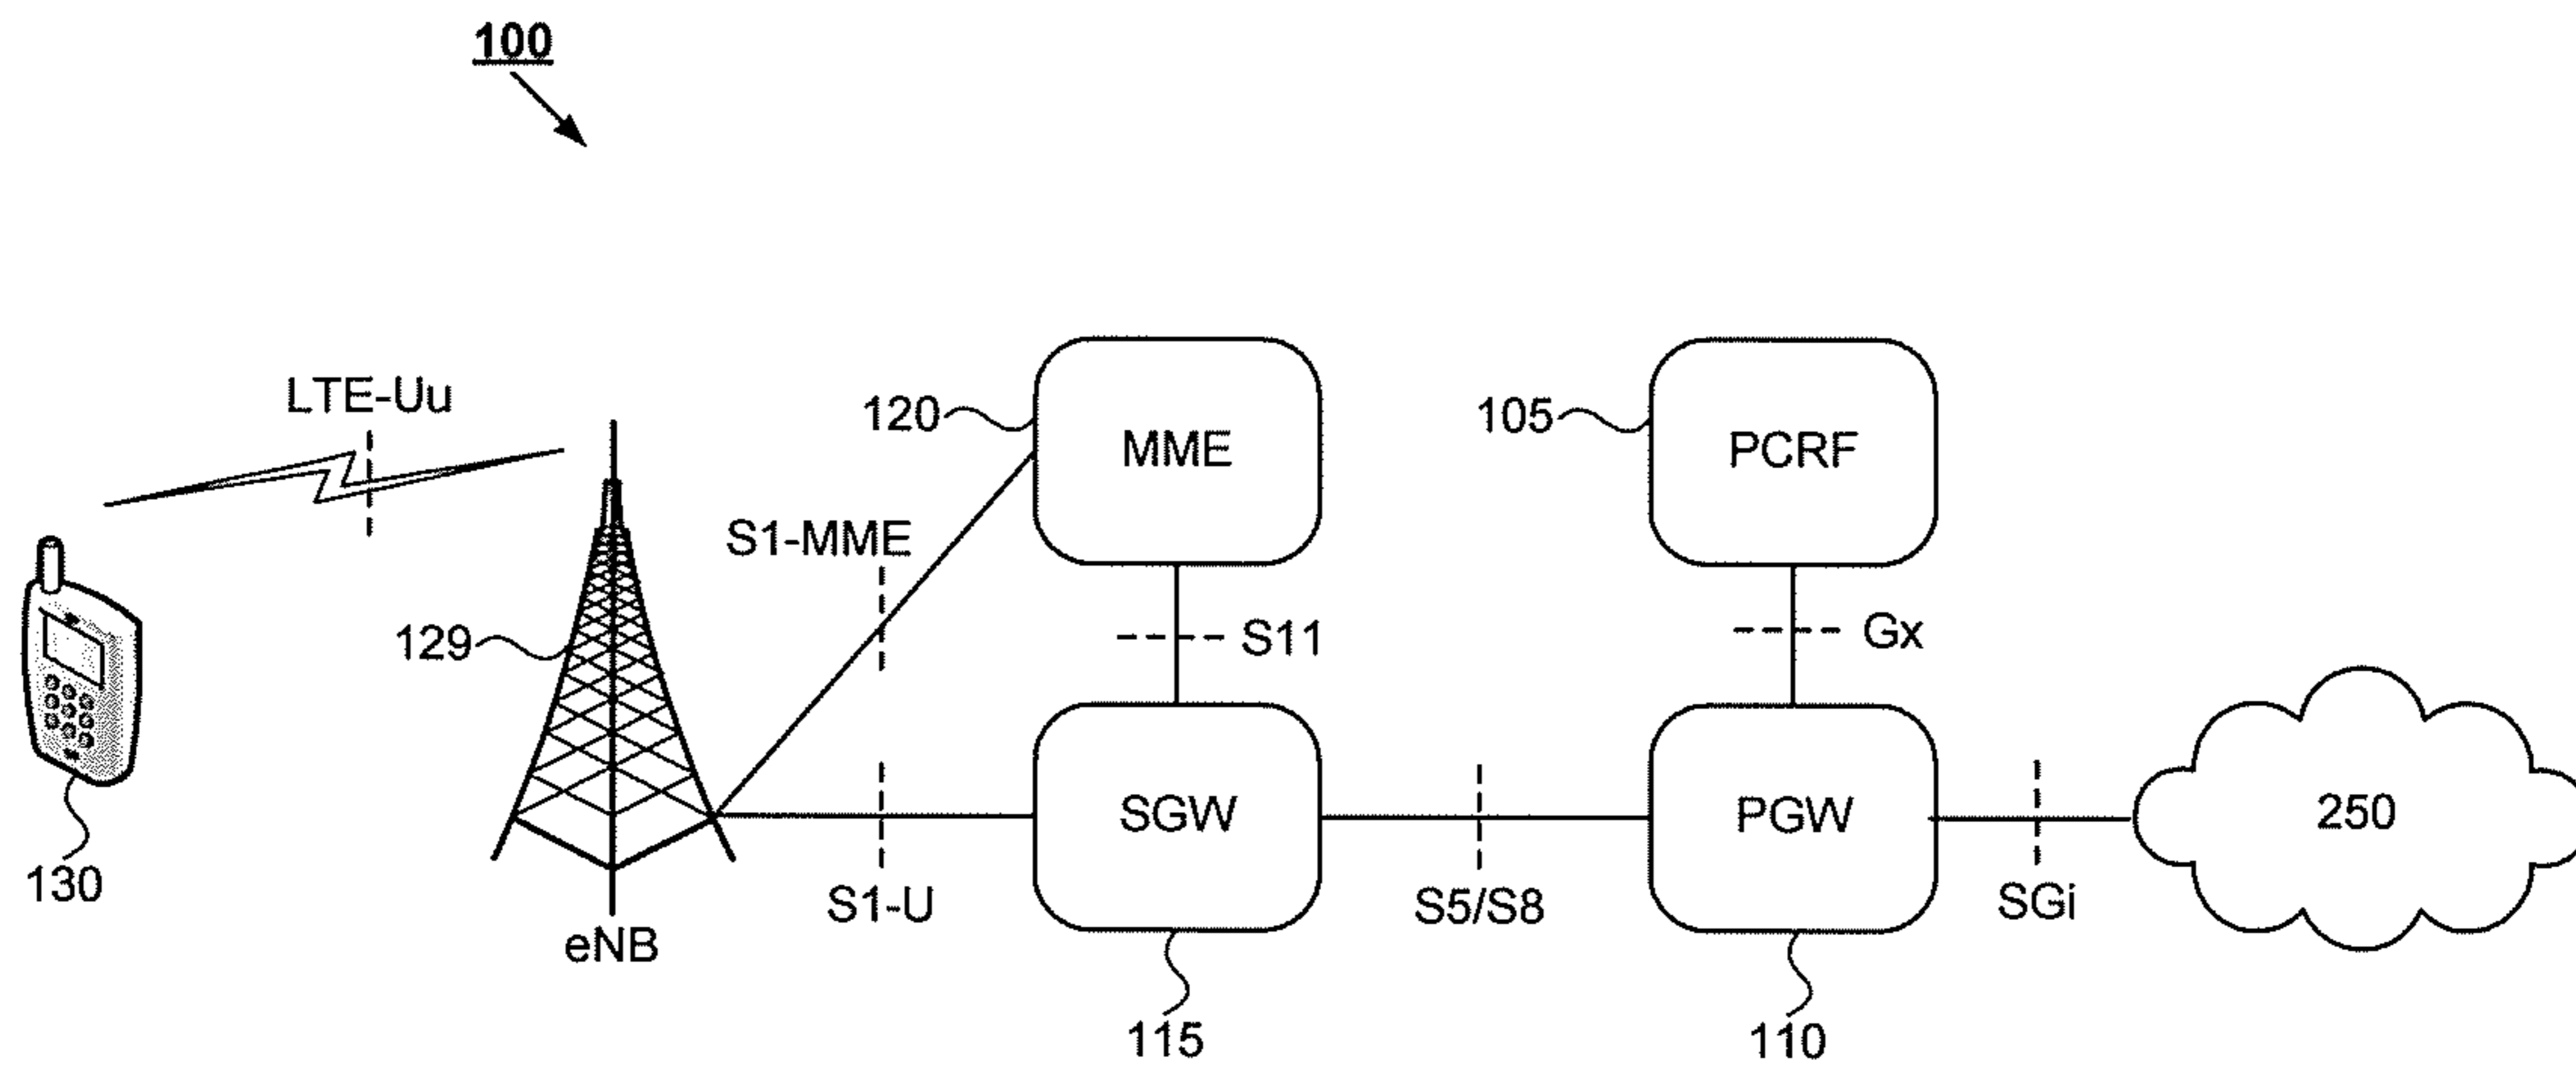 100
LTE-Uu
120
MME
105
PCRF
S1-MME
129
S11
Gx
130
SGW
PGW
250
S1-U
S5/S8
SGi
eNB
115
110